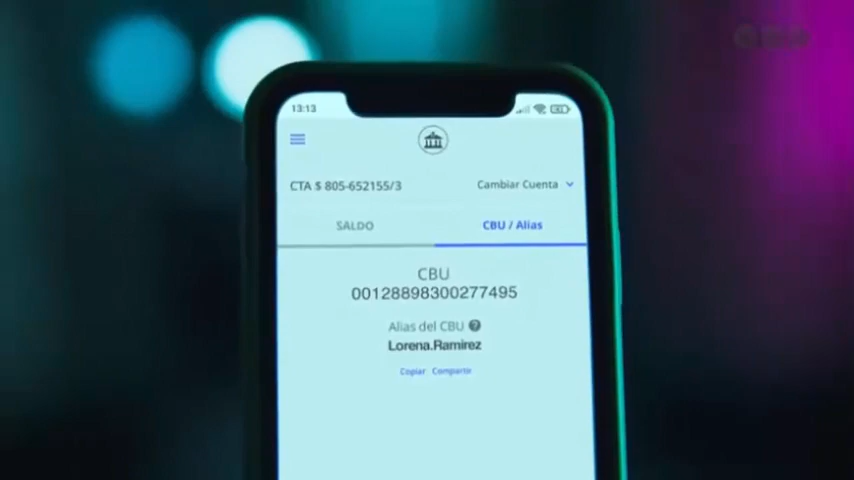 13:13
CTA $ 805-652155/3
Cambiar Cuenta
SALDO
CBU / Alias
CBU
00128898300277495
Alias del CBU ?
Lorena.Ramirez
Copiar Compartir